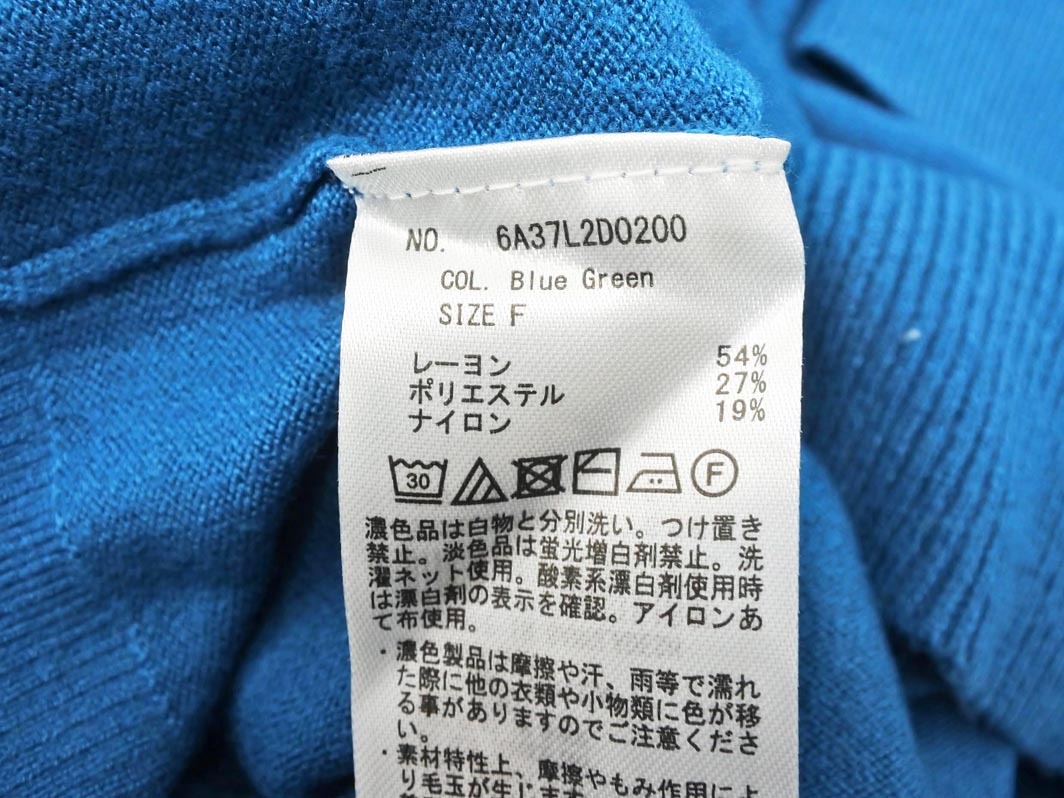 NO. 6A37L2D0200
COL. Blue Green
SIZE F
レーヨン 54%
ポリエステル 27%
ナイロン 19%
30 F
濃色品は白物と分別洗い。つけ置き
禁止。淡色品は蛍光増白剤禁止。洗
濯ネット使用。酸素系漂白剤使用時
は漂白剤の表示を確認。アイロンあ
て布使用。
・濃色製品は摩擦や汗、雨等で濡れ
た際に他の衣類や小物類に色が移
る事がありますのでご注意くださ
い。
・素材特性上、摩擦やもみ作用によ
り毛玉が生じます